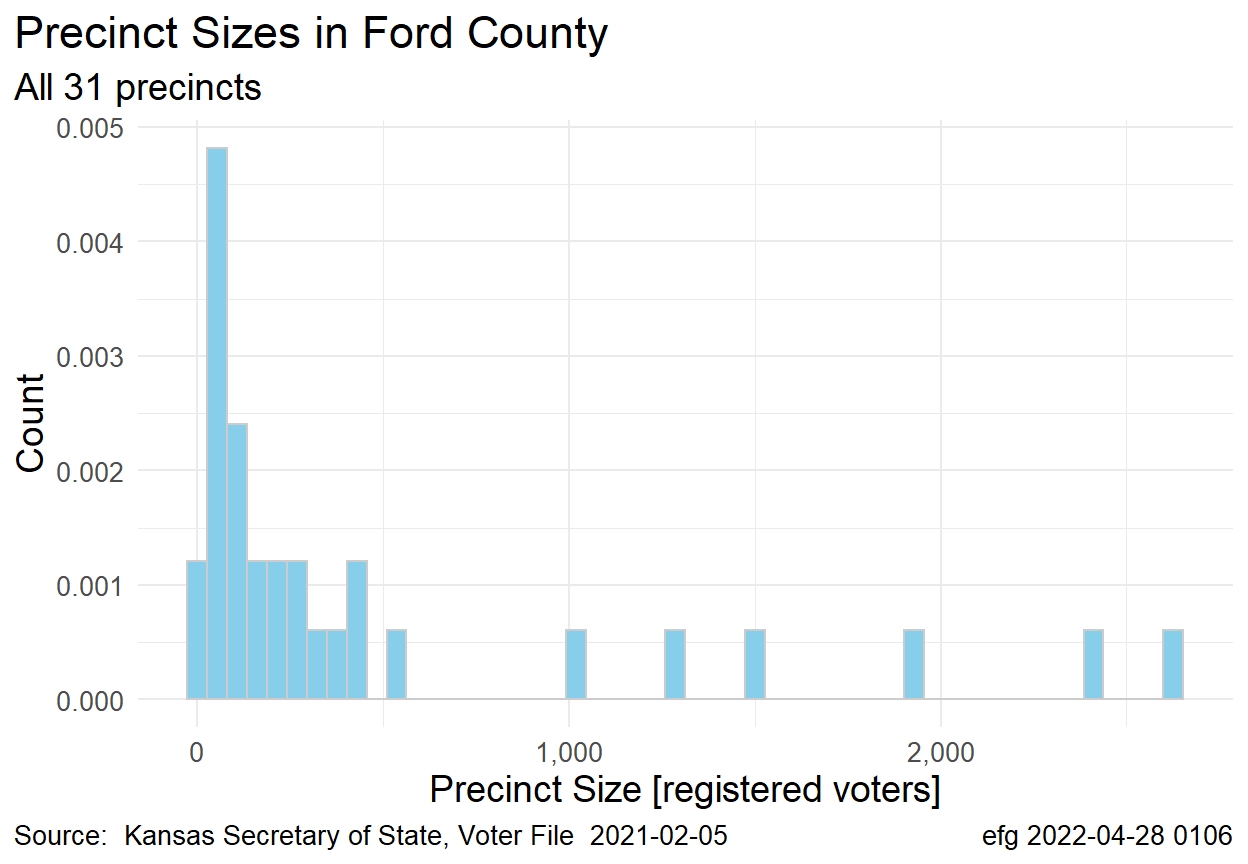 Precinct Sizes in Ford County
All 31 precincts
0.005
0.004
0.003
0.002
0.001
0.000
Count
0 1,000 2,000
Precinct Size [registered voters]
Source:  Kansas Secretary of State, Voter File  2021-02-05
efg 2022-04-28 0106